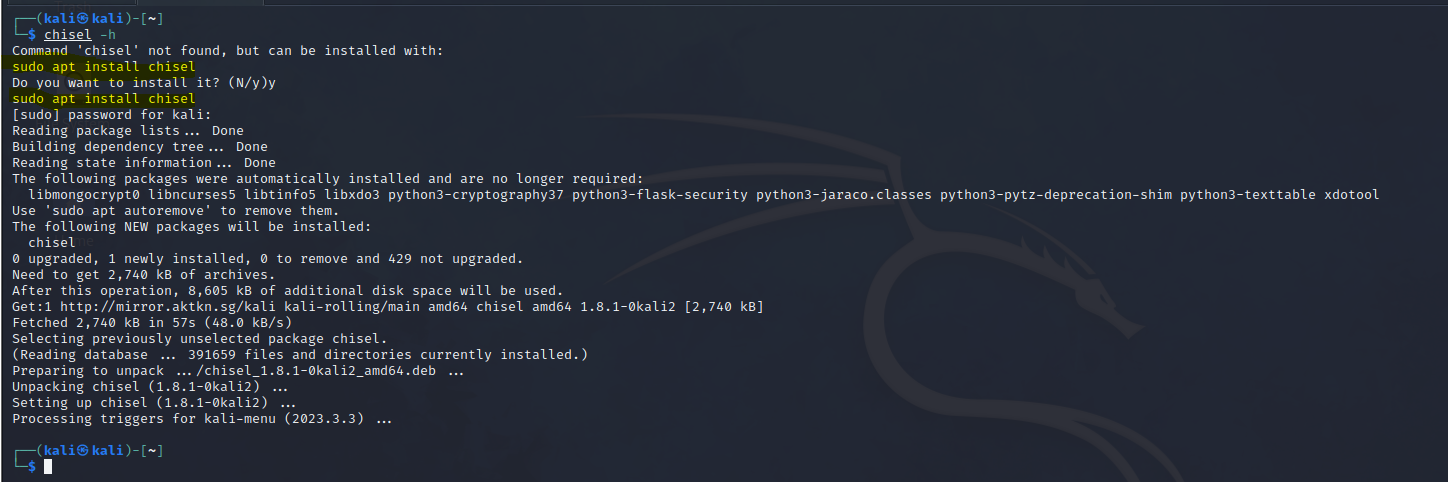 ┌──(kali㉿kali)-[~]
└─$ chisel -h
Command 'chisel' not found, but can be installed with:
sudo apt install chisel
Do you want to install it? (N/y)y
sudo apt install chisel
[sudo] password for kali:
Reading package lists... Done
Building dependency tree... Done
Reading state information... Done
The following packages were automatically installed and are no longer required:
  libmongocrypt0 libncurses5 libtinfo5 libxdo3 python3-cryptography37 python3-flask-security python3-jaraco.classes python3-pytz-deprecation-shim python3-texttable xdotool
Use 'sudo apt autoremove' to remove them.
The following NEW packages will be installed:
  chisel
0 upgraded, 1 newly installed, 0 to remove and 429 not upgraded.
Need to get 2,740 kB of archives.
After this operation, 8,605 kB of additional disk space will be used.
Get:1 http://mirror.aktkn.sg/kali kali-rolling/main amd64 chisel amd64 1.8.1-0kali2 [2,740 kB]
Fetched 2,740 kB in 57s (48.0 kB/s)
Selecting previously unselected package chisel.
(Reading database ... 391659 files and directories currently installed.)
Preparing to unpack .../chisel_1.8.1-0kali2_amd64.deb ...
Unpacking chisel (1.8.1-0kali2) ...
Setting up chisel (1.8.1-0kali2) ...
Processing triggers for kali-menu (2023.3.3) ...
┌──(kali㉿kali)-[~]
└─$